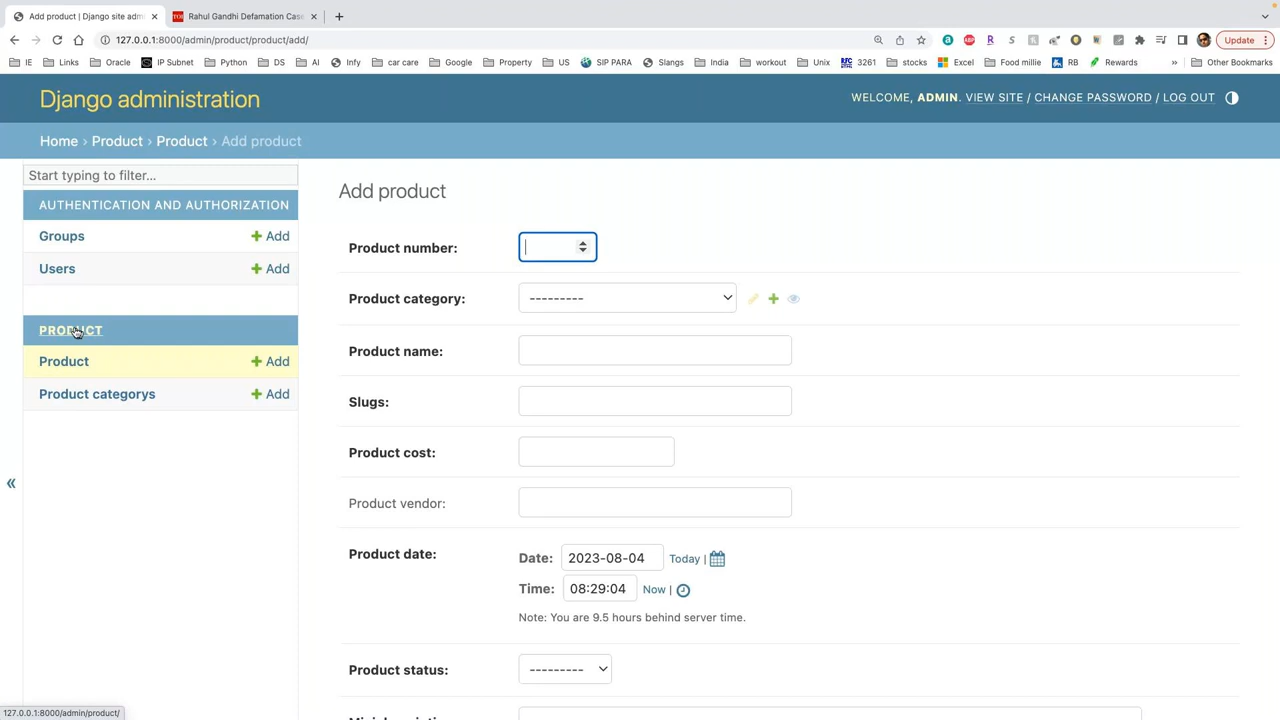 Add product | Django site admin
Rahul Gandhi Defamation Case
127.0.0.1:8000/admin/product/product/add/
Update
IE Links Oracle IP Subnet Python DS AI Infy car care Google Property US SIP PARA Slangs India workout Unix 3261 stocks Excel Food millie RB Rewards » Other Bookmarks
Django administration
WELCOME, ADMIN. VIEW SITE / CHANGE PASSWORD / LOG OUT
Home › Product › Product › Add product
Start typing to filter...
AUTHENTICATION AND AUTHORIZATION
Groups + Add
Users + Add
PRODUCT
Product + Add
Product categorys + Add
«
Add product
Product number:
Product category: ---------
Product name:
Slugs:
Product cost:
Product vendor:
Product date: Date: 2023-08-04 Today |
Time: 08:29:04 Now |
Note: You are 9.5 hours behind server time.
Product status: ---------
127.0.0.1:8000/admin/product/